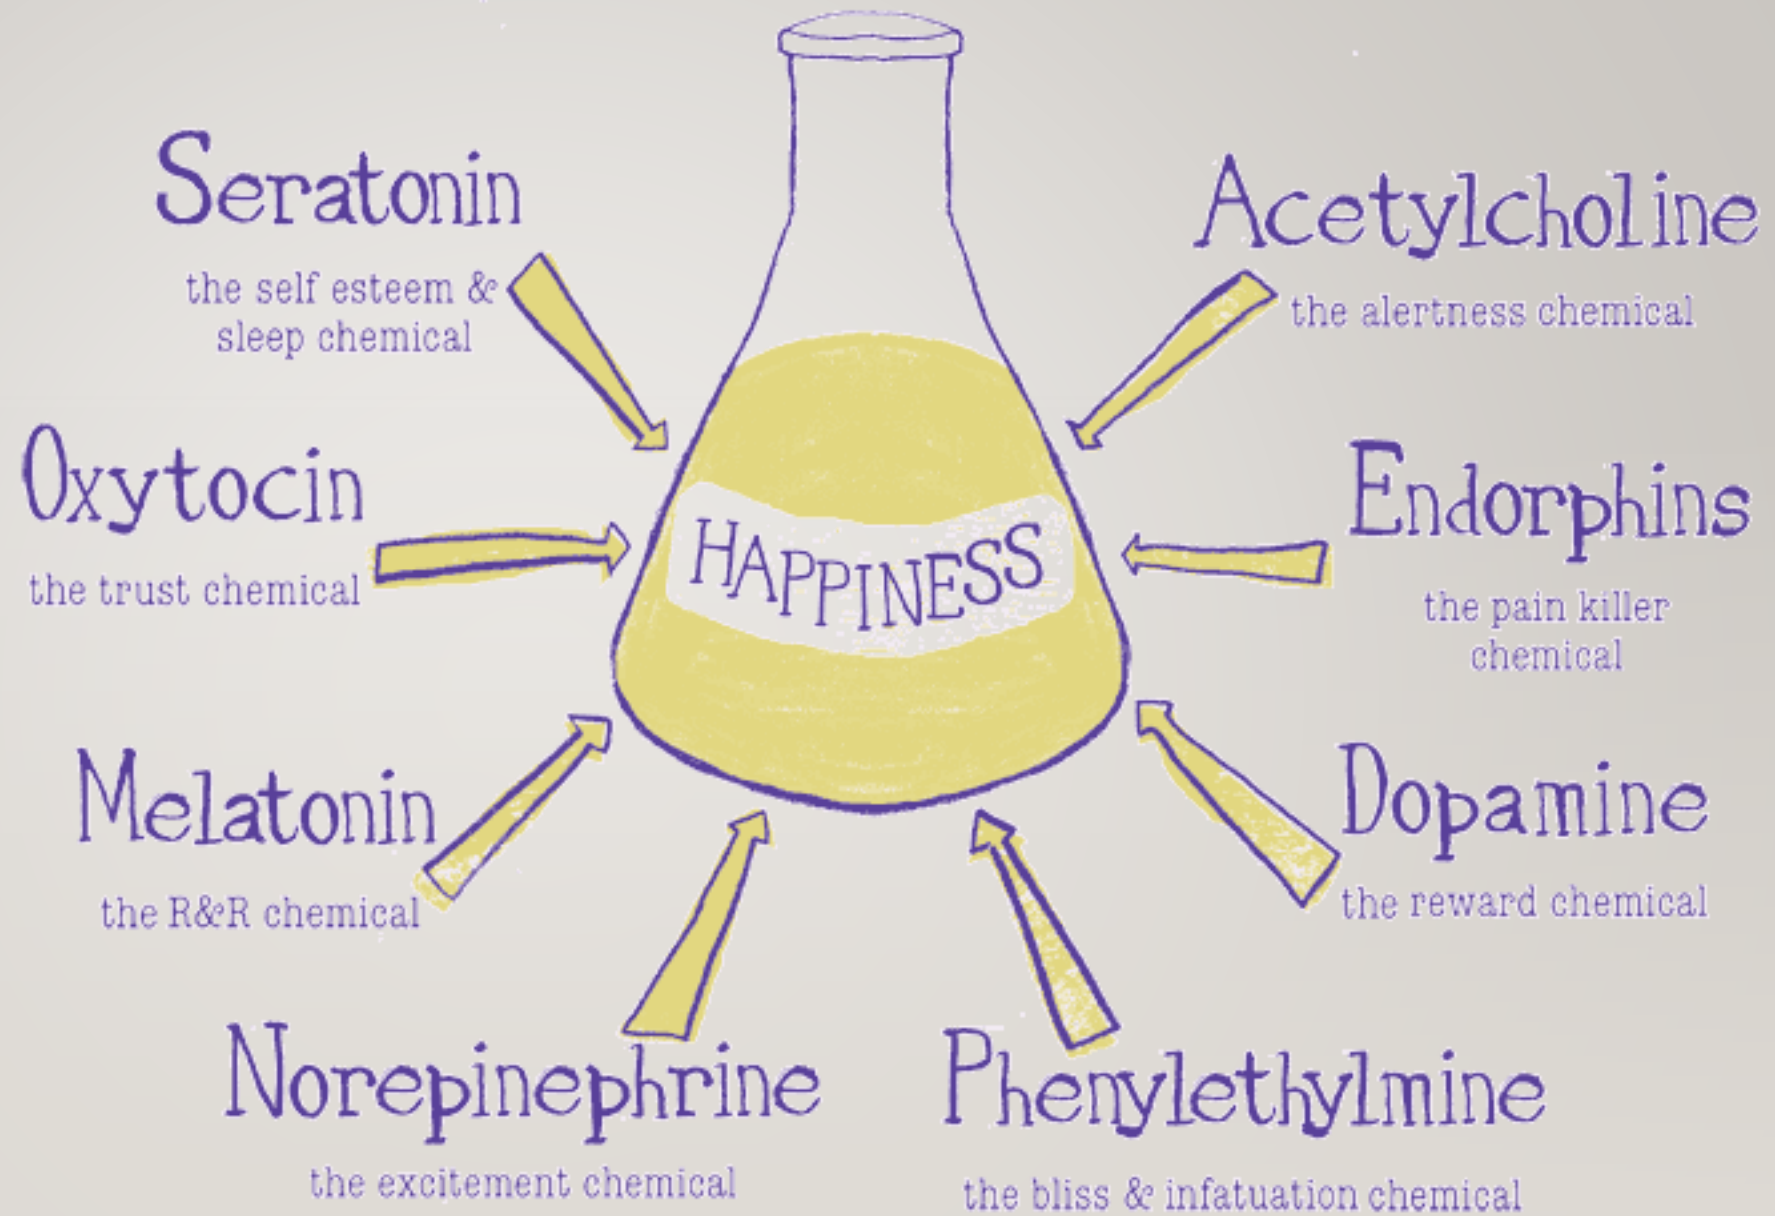 Seratonin
the self esteem &
sleep chemical
Oxytocin
the trust chemical
Melatonin
the R&R chemical
Norepinephrine
the excitement chemical
HAPPINESS
Acetylcholine
the alertness chemical
Endorphins
the pain killer
chemical
Dopamine
the reward chemical
Phenylethylmine
the bliss & infatuation chemical